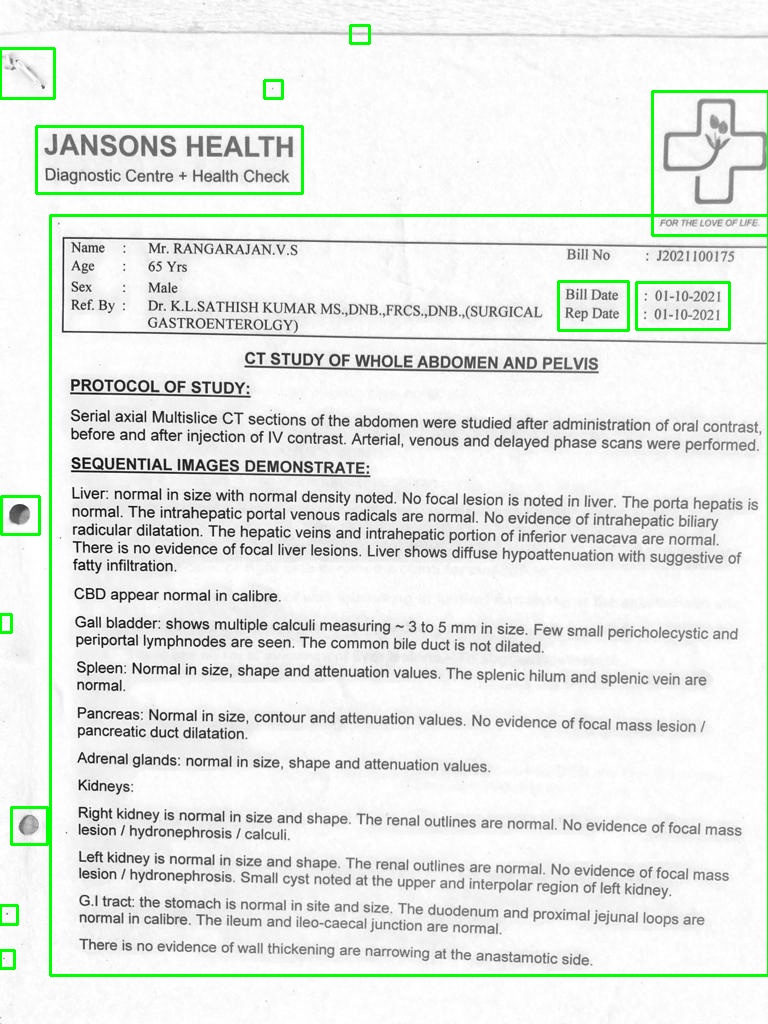 JANSONS HEALTH
Diagnostic Centre + Health Check
FOR THE LOVE OF LIFE.
Name : Mr. RANGARAJAN.V.S
Bill No : J2021100175
Age : 65 Yrs
Sex : Male
Bill Date : 01-10-2021
Ref. By : Dr. K.L.SATHISH KUMAR MS.,DNB.,FRCS.,DNB.,(SURGICAL
Rep Date : 01-10-2021
GASTROENTEROLGY)
CT STUDY OF WHOLE ABDOMEN AND PELVIS
PROTOCOL OF STUDY:
Serial axial Multislice CT sections of the abdomen were studied after administration of oral contrast,
before and after injection of IV contrast. Arterial, venous and delayed phase scans were performed.
SEQUENTIAL IMAGES DEMONSTRATE:
Liver: normal in size with normal density noted. No focal lesion is noted in liver. The porta hepatis is
normal. The intrahepatic portal venous radicals are normal. No evidence of intrahepatic biliary
radicular dilatation. The hepatic veins and intrahepatic portion of inferior venacava are normal.
There is no evidence of focal liver lesions. Liver shows diffuse hypoattenuation with suggestive of
fatty infiltration.
CBD appear normal in calibre.
Gall bladder: shows multiple calculi measuring ~ 3 to 5 mm in size. Few small pericholecystic and
periportal lymphnodes are seen. The common bile duct is not dilated.
Spleen: Normal in size, shape and attenuation values. The splenic hilum and splenic vein are
normal.
Pancreas: Normal in size, contour and attenuation values. No evidence of focal mass lesion /
pancreatic duct dilatation.
Adrenal glands: normal in size, shape and attenuation values.
Kidneys:
Right kidney is normal in size and shape. The renal outlines are normal. No evidence of focal mass
lesion / hydronephrosis / calculi.
Left kidney is normal in size and shape. The renal outlines are normal. No evidence of focal mass
lesion / hydronephrosis. Small cyst noted at the upper and interpolar region of left kidney.
G.I tract: the stomach is normal in site and size. The duodenum and proximal jejunal loops are
normal in calibre. The ileum and ileo-caecal junction are normal.
There is no evidence of wall thickening are narrowing at the anastamotic side.